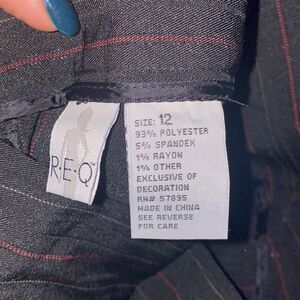 R·E·Q™
SIZE: 12
93% POLYESTER
5% SPANDEX
1% RAYON
1% OTHER
EXCLUSIVE OF
DECORATION
RN# 57895
MADE IN CHINA
SEE REVERSE
FOR CARE